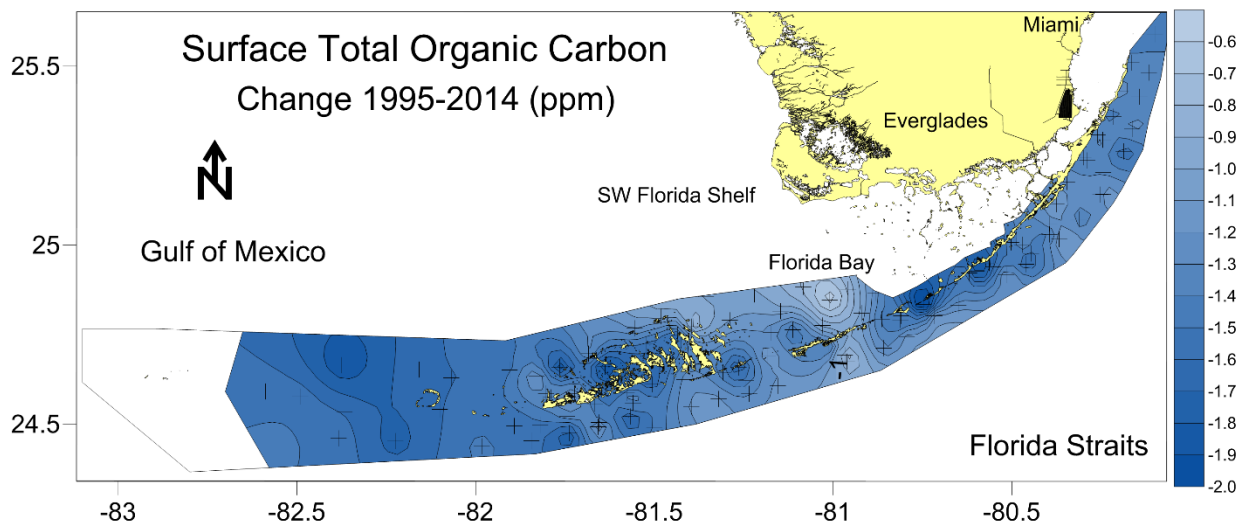 Surface Total Organic Carbon
Change 1995-2014 (ppm)
N
Miami
Everglades
SW Florida Shelf
Gulf of Mexico
Florida Bay
Florida Straits
-1
25.5
25
24.5
-83
-82.5
-82
-81.5
-81
-80.5
-0.6
-0.7
-0.8
-0.9
-1.0
-1.1
-1.2
-1.3
-1.4
-1.5
-1.6
-1.7
-1.8
-1.9
-2.0